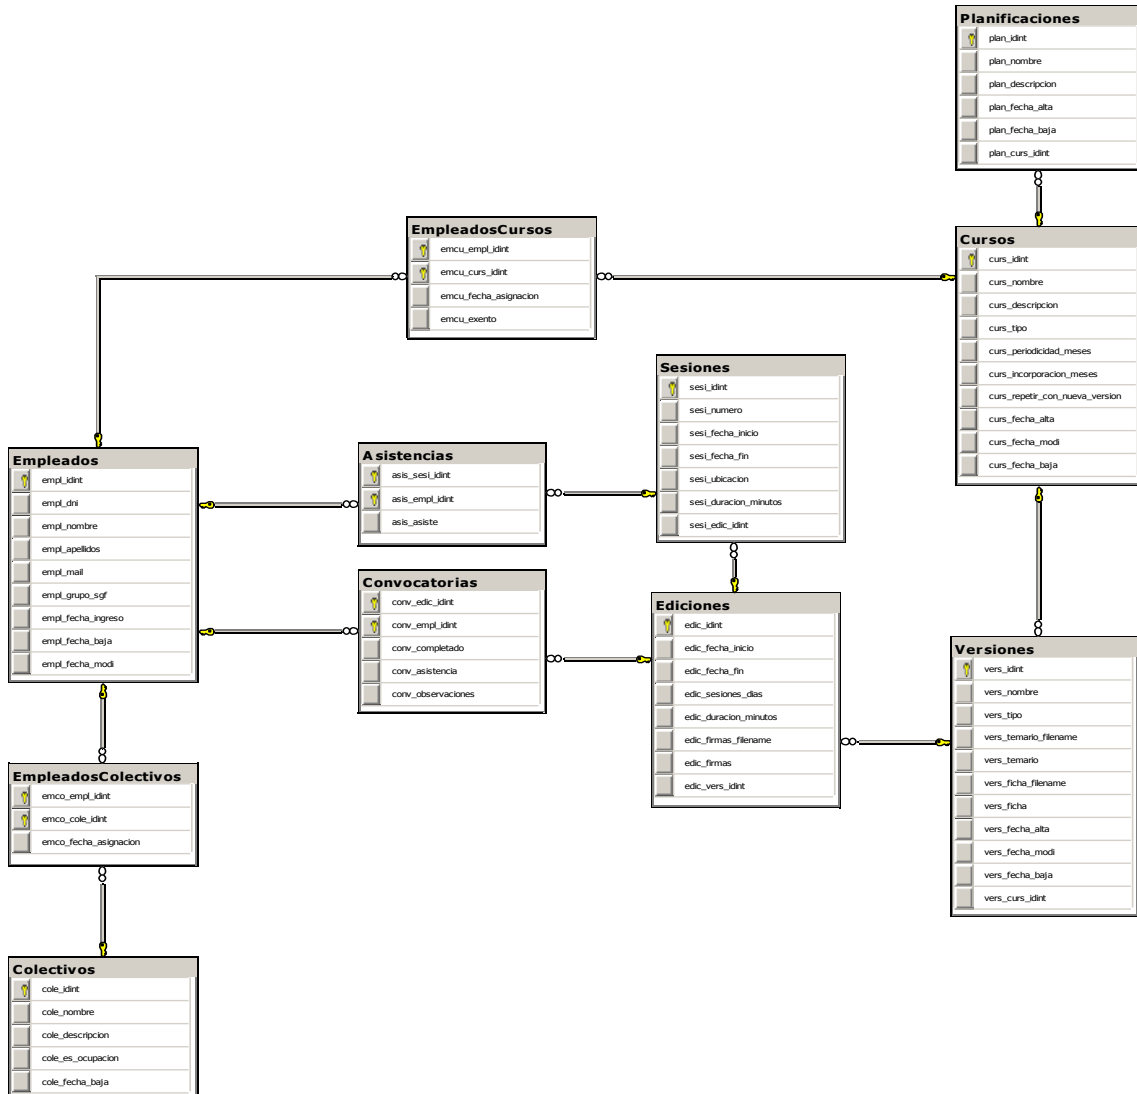 Planificaciones
plan_idint
plan_nombre
plan_descripcion
plan_fecha_alta
plan_fecha_baja
plan_curs_idint
EmpleadosCursos
emcu_empl_idint
emcu_curs_idint
emcu_fecha_asignacion
emcu_exento
Cursos
curs_idint
curs_nombre
curs_descripcion
curs_tipo
curs_periodicidad_meses
curs_incorporacion_meses
curs_repetir_con_nueva_version
curs_fecha_alta
curs_fecha_modi
curs_fecha_baja
Sesiones
sesi_idint
sesi_numero
sesi_fecha_inicio
sesi_fecha_fin
sesi_ubicacion
sesi_duracion_minutos
sesi_edic_idint
Empleados
empl_idint
empl_dni
empl_nombre
empl_apellidos
empl_mail
empl_grupo_sgf
empl_fecha_ingreso
empl_fecha_baja
empl_fecha_modi
Asistencias
asis_sesi_idint
asis_empl_idint
asis_asiste
Convocatorias
conv_edic_idint
conv_empl_idint
conv_completado
conv_asistencia
conv_observaciones
Ediciones
edic_idint
edic_fecha_inicio
edic_fecha_fin
edic_sesiones_dias
edic_duracion_minutos
edic_firmas_filename
edic_firmas
edic_vers_idint
Versiones
vers_idint
vers_nombre
vers_tipo
vers_temario_filename
vers_temario
vers_ficha_filename
vers_ficha
vers_fecha_alta
vers_fecha_modi
vers_fecha_baja
vers_curs_idint
EmpleadosColectivos
emco_empl_idint
emco_cole_idint
emco_fecha_asignacion
Colectivos
cole_idint
cole_nombre
cole_descripcion
cole_es_ocupacion
cole_fecha_baja